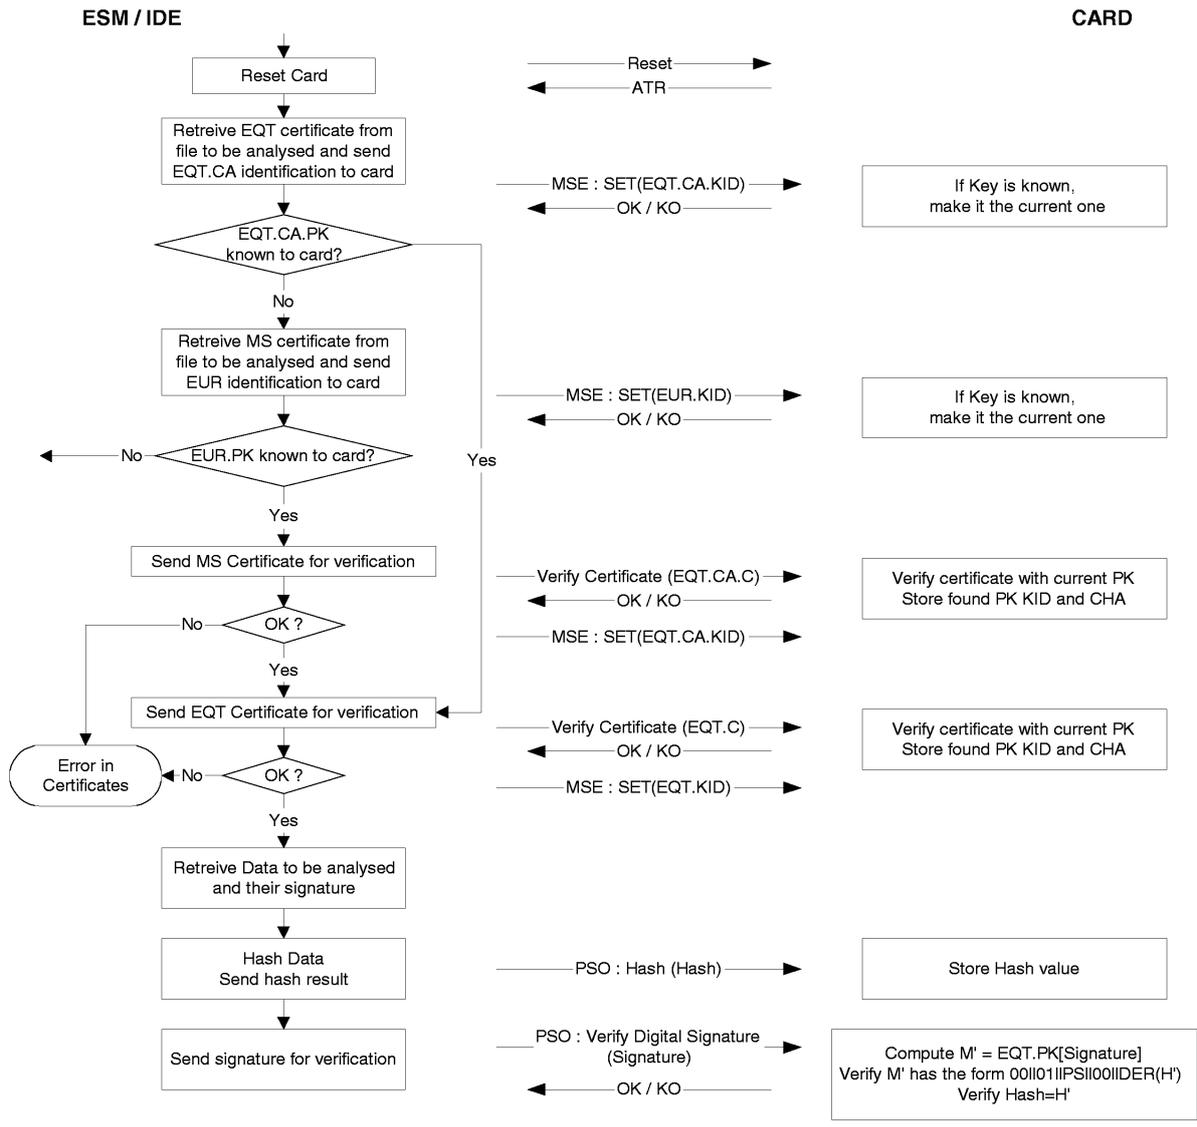 ESM / IDE
CARD
Reset Card
Reset
ATR
Retreive EQT certificate from
file to be analysed and send
EQT.CA identification to card
MSE : SET(EQT.CA.KID)
OK / KO
If Key is known,
make it the current one
EQT.CA.PK
known to card?
No
Yes
Retreive MS certificate from
file to be analysed and send
EUR identification to card
MSE : SET(EUR.KID)
OK / KO
If Key is known,
make it the current one
No
EUR.PK known to card?
Yes
Send MS Certificate for verification
Verify Certificate (EQT.CA.C)
OK / KO
MSE : SET(EQT.CA.KID)
Verify certificate with current PK
Store found PK KID and CHA
No
OK ?
Yes
Send EQT Certificate for verification
Verify Certificate (EQT.C)
OK / KO
MSE : SET(EQT.KID)
Verify certificate with current PK
Store found PK KID and CHA
Error in
Certificates
No
OK ?
Yes
Retreive Data to be analysed
and their signature
Hash Data
Send hash result
PSO : Hash (Hash)
Store Hash value
Send signature for verification
PSO : Verify Digital Signature
(Signature)
OK / KO
Compute M' = EQT.PK[Signature]
Verify M' has the form 00||01||PS||00||DER(H')
Verify Hash=H'